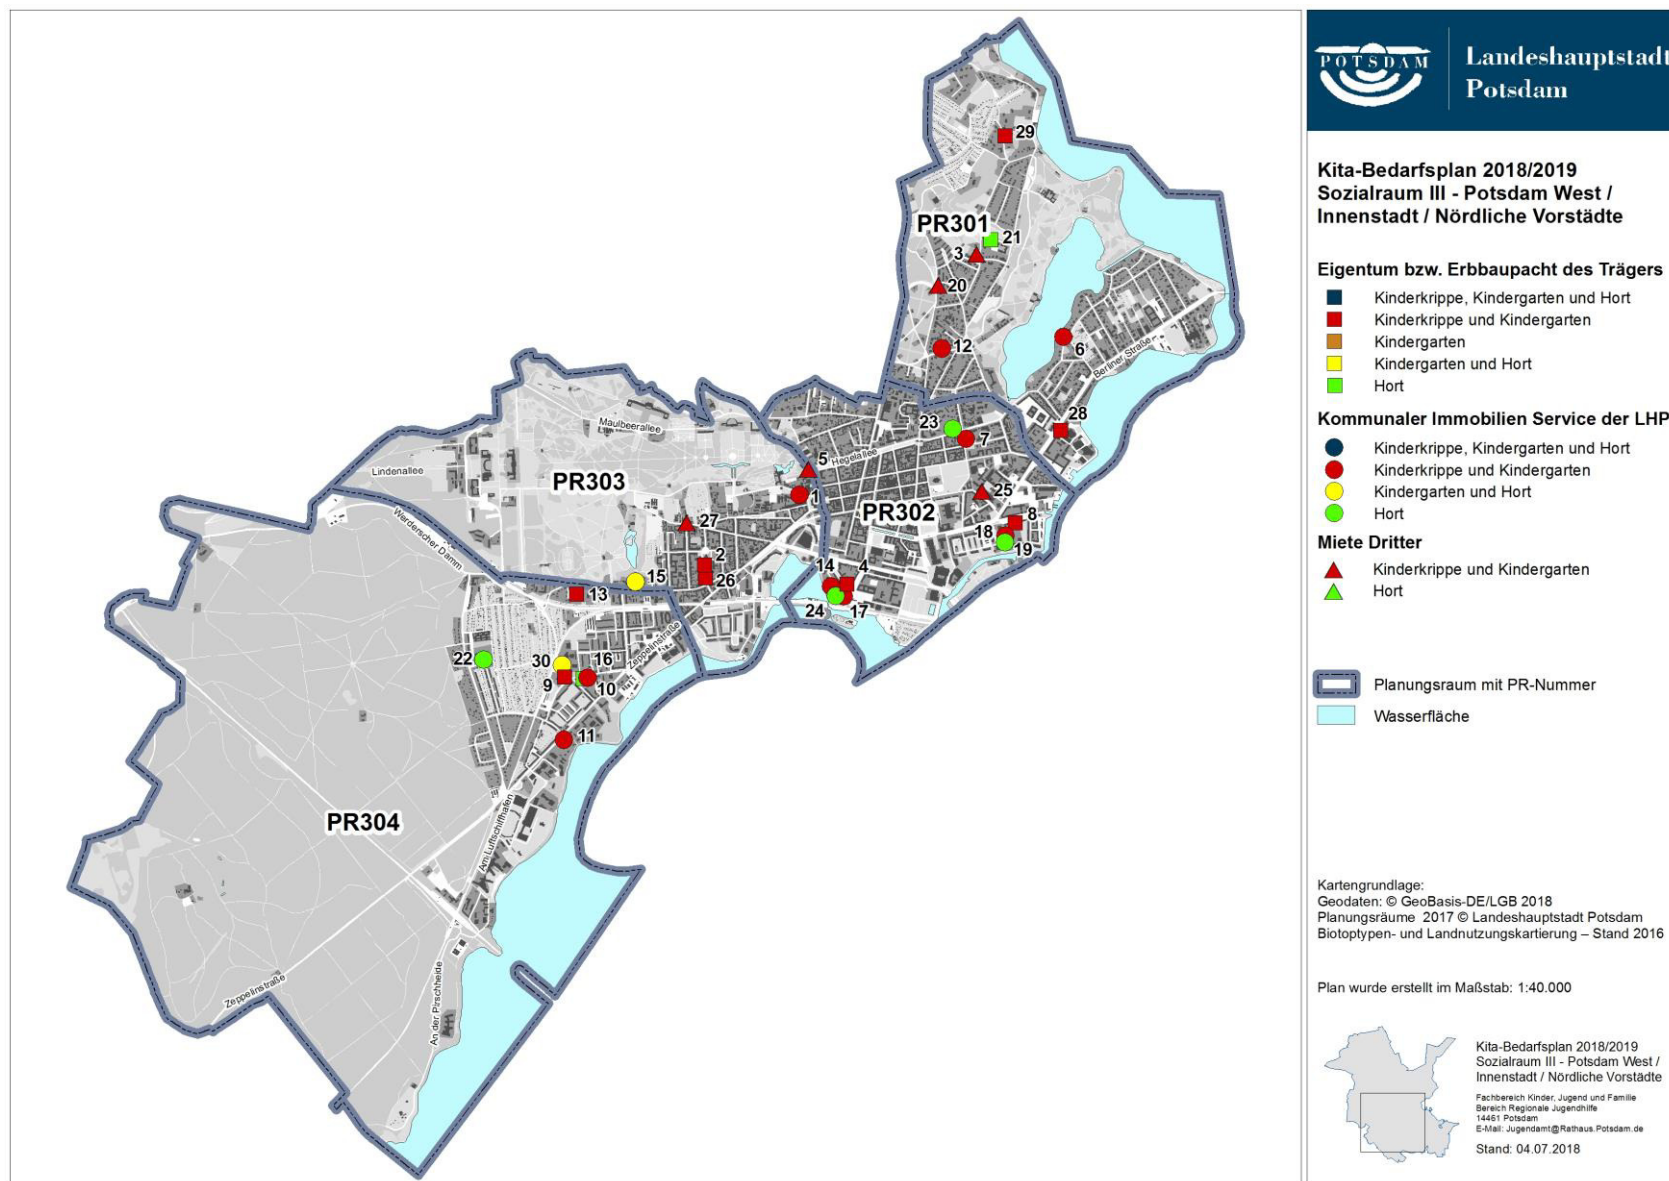 POTSDAM
Landeshauptstadt
Potsdam
Kita-Bedarfsplan 2018/2019
Sozialraum III - Potsdam West /
Innenstadt / Nördliche Vorstädte
Eigentum bzw. Erbbaupacht des Trägers
Kinderkrippe, Kindergarten und Hort
Kinderkrippe und Kindergarten
Kindergarten
Kindergarten und Hort
Hort
Kommunaler Immobilien Service der LHP
Kinderkrippe, Kindergarten und Hort
Kinderkrippe und Kindergarten
Kindergarten und Hort
Hort
Miete Dritter
Kinderkrippe und Kindergarten
Hort
Planungsraum mit PR-Nummer
Wasserfläche
Kartengrundlage:
Geodaten: © GeoBasis-DE/LGB 2018
Planungsräume 2017 © Landeshauptstadt Potsdam
Biotoptypen- und Landnutzungskartierung – Stand 2016
Plan wurde erstellt im Maßstab: 1:40.000
Kita-Bedarfsplan 2018/2019
Sozialraum III - Potsdam West /
Innenstadt / Nördliche Vorstädte
Fachbereich Kinder, Jugend und Familie
Bereich Regionale Jugendhilfe
14461 Potsdam
E-Mail: Jugendamt@Rathaus.Potsdam.de
Stand: 04.07.2018
29
PR301
21
3
20
12
6
Berliner Straße
28
23
7
Hegelallee
5
1
Maulbeerallee
Lindenallee
PR303
PR302
25
8
18
19
27
2
26
15
14
4
24
17
Werderscher Damm
13
Zeppelinstraße
22
30
16
9
10
11
PR304
Am Luftschiffhafen
Zeppelinstraße
An der Pirschheide